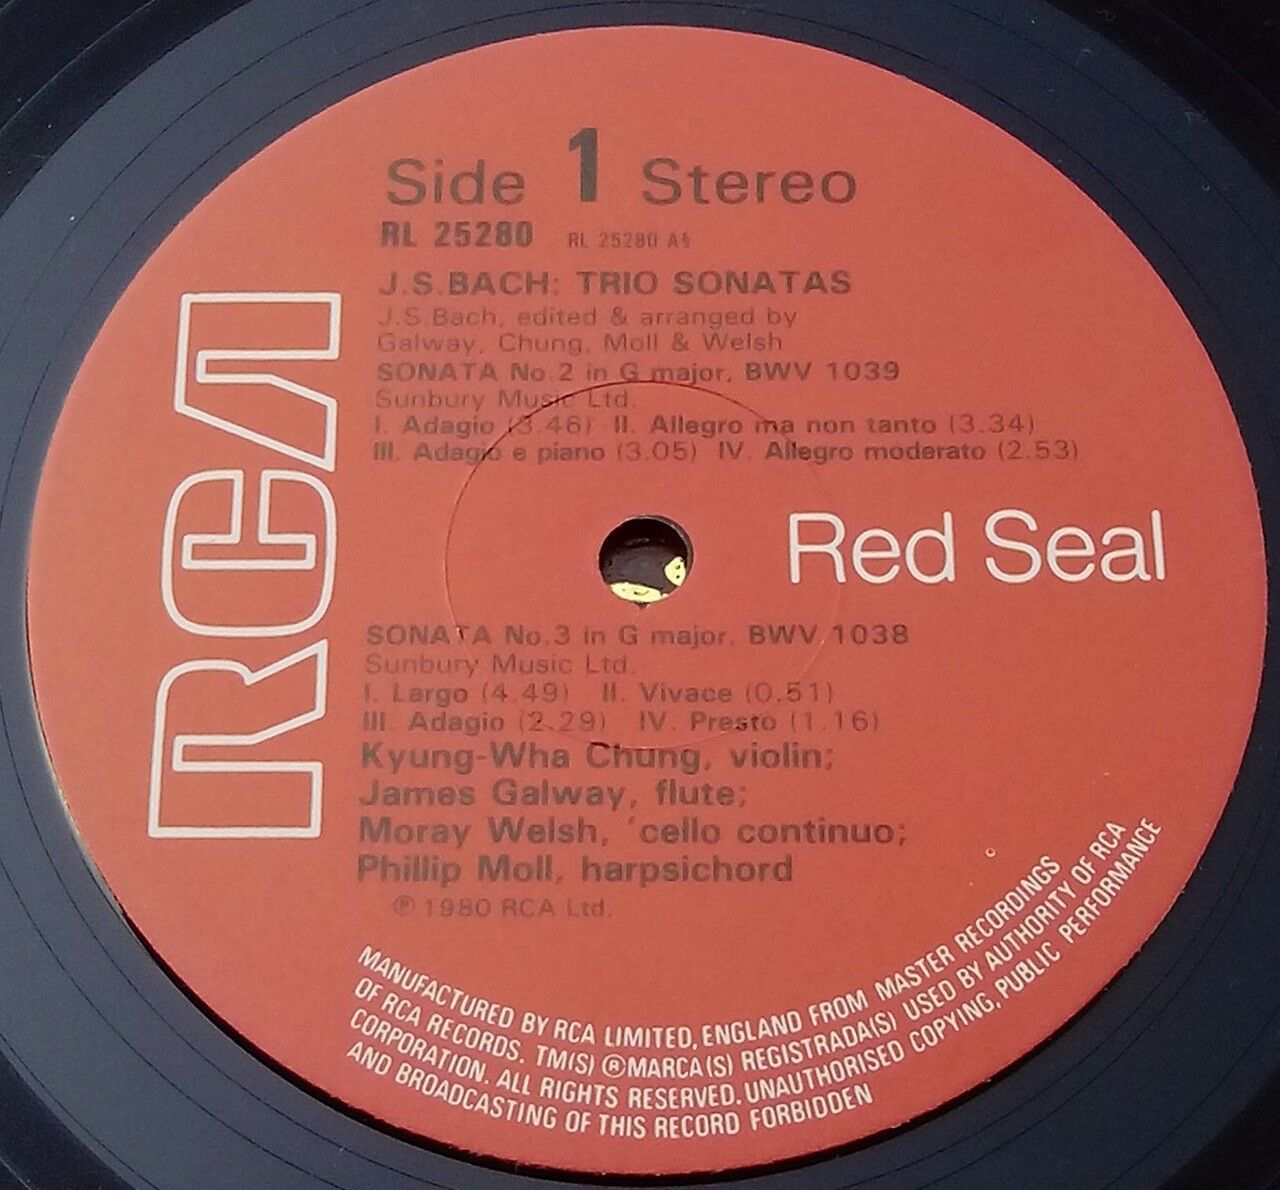 RCA
Side 1 Stereo
RL 25280 RL 25280 A§
J.S.BACH: TRIO SONATAS
J.S.Bach, edited & arranged by
Galway, Chung, Moll & Welsh
SONATA No.2 in G major, BWV 1039
Sunbury Music Ltd.
I. Adagio (3.46) II. Allegro ma non tanto (3.34)
III. Adagio e piano (3.05) IV. Allegro moderato (2.53)
Red Seal
SONATA No.3 in G major, BWV 1038
Sunbury Music Ltd.
I. Largo (4.49) II. Vivace (0.51)
III. Adagio (2.29) IV. Presto (1.16)
Kyung-Wha Chung, violin;
James Galway, flute;
Moray Welsh, 'cello continuo;
Phillip Moll, harpsichord
℗ 1980 RCA Ltd.
MANUFACTURED BY RCA LIMITED, ENGLAND FROM MASTER RECORDINGS
OF RCA RECORDS. TM(S) ® MARCA(S) REGISTRADA(S) USED BY AUTHORITY OF RCA
CORPORATION. ALL RIGHTS RESERVED. UNAUTHORISED COPYING, PUBLIC PERFORMANCE
AND BROADCASTING OF THIS RECORD FORBIDDEN